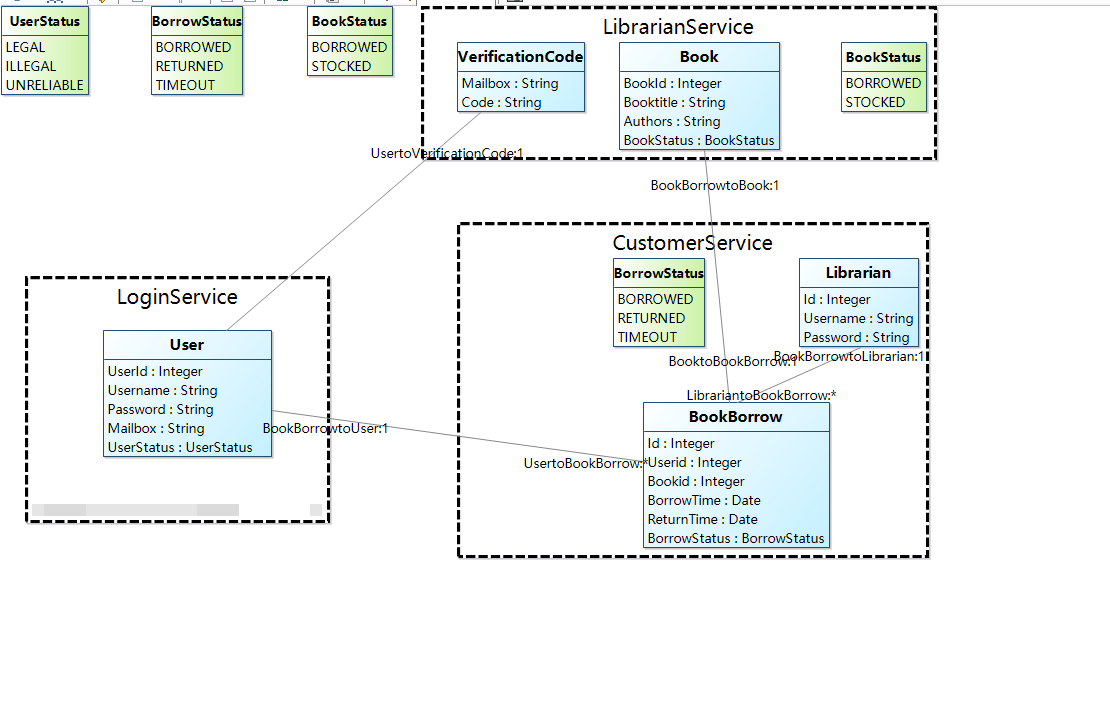 UserStatus
LEGAL
ILLEGAL
UNRELIABLE
BorrowStatus
BORROWED
RETURNED
TIMEOUT
BookStatus
BORROWED
STOCKED
LibrarianService
VerificationCode
Mailbox : String
Code : String
Book
BookId : Integer
Booktitle : String
Authors : String
BookStatus : BookStatus
BookStatus
BORROWED
STOCKED
UsertoVerificationCode:1
BookBorrowtoBook:1
CustomerService
BorrowStatus
BORROWED
RETURNED
TIMEOUT
Librarian
Id : Integer
Username : String
Password : String
BooktoBookBorrow:1
BookBorrowtoLibrarian:1
LibrariantoBookBorrow:*
LoginService
User
UserId : Integer
Username : String
Password : String
Mailbox : String
UserStatus : UserStatus
BookBorrowtoUser:1
UsertoBookBorrow:*
BookBorrow
Id : Integer
Userid : Integer
Bookid : Integer
BorrowTime : Date
ReturnTime : Date
BorrowStatus : BorrowStatus